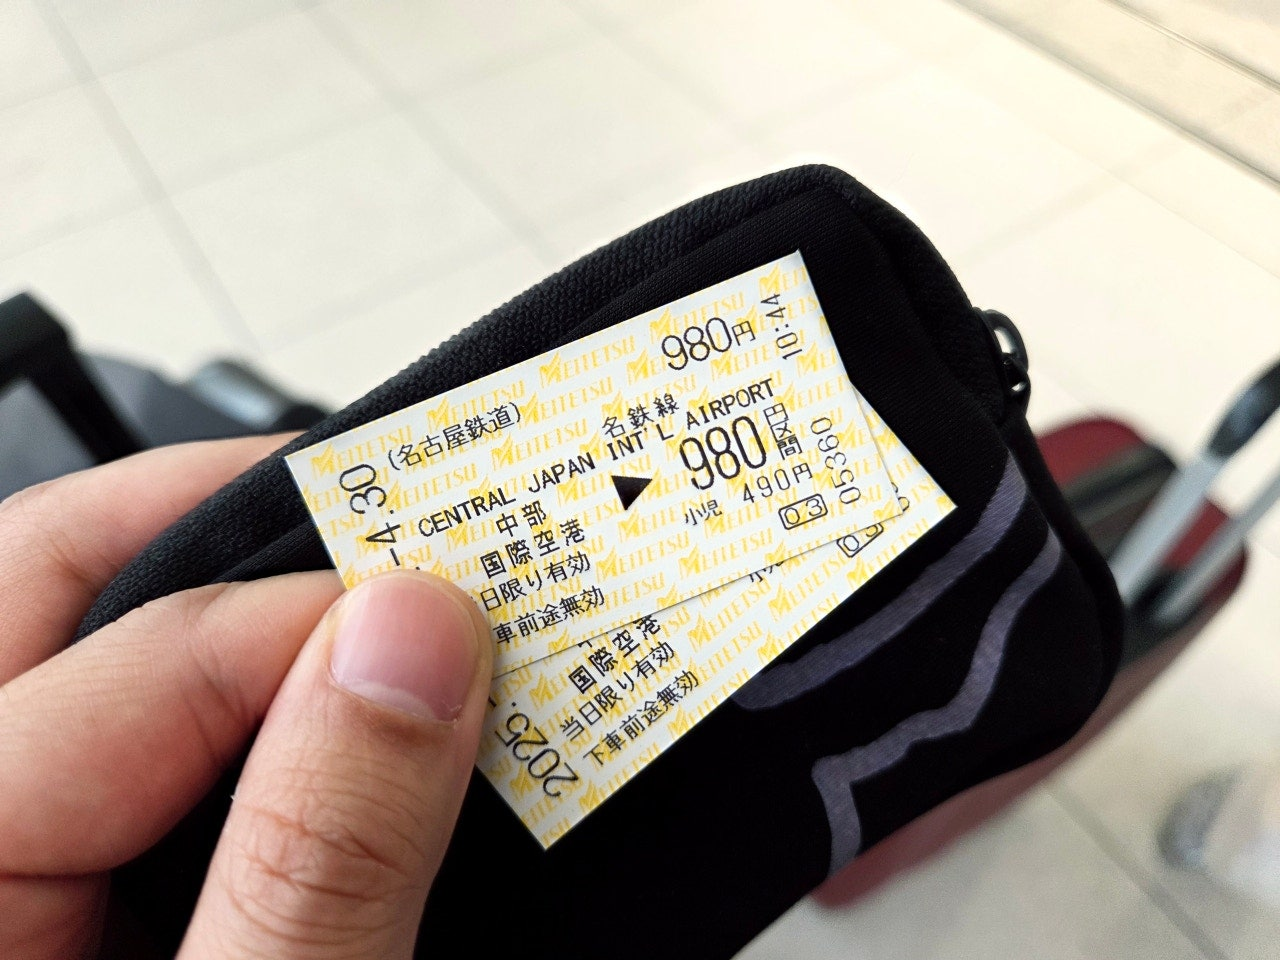 980円 10:44
(名古屋鉄道) 名鉄線
CENTRAL JAPAN INT'L AIRPORT
中部 ▶ 980円区間
国際空港 小児 490円
日限り有効 03 05360
車前途無効
-4.30
国際空港
当日限り有効
下車前途無効
2025.
MEITETSU